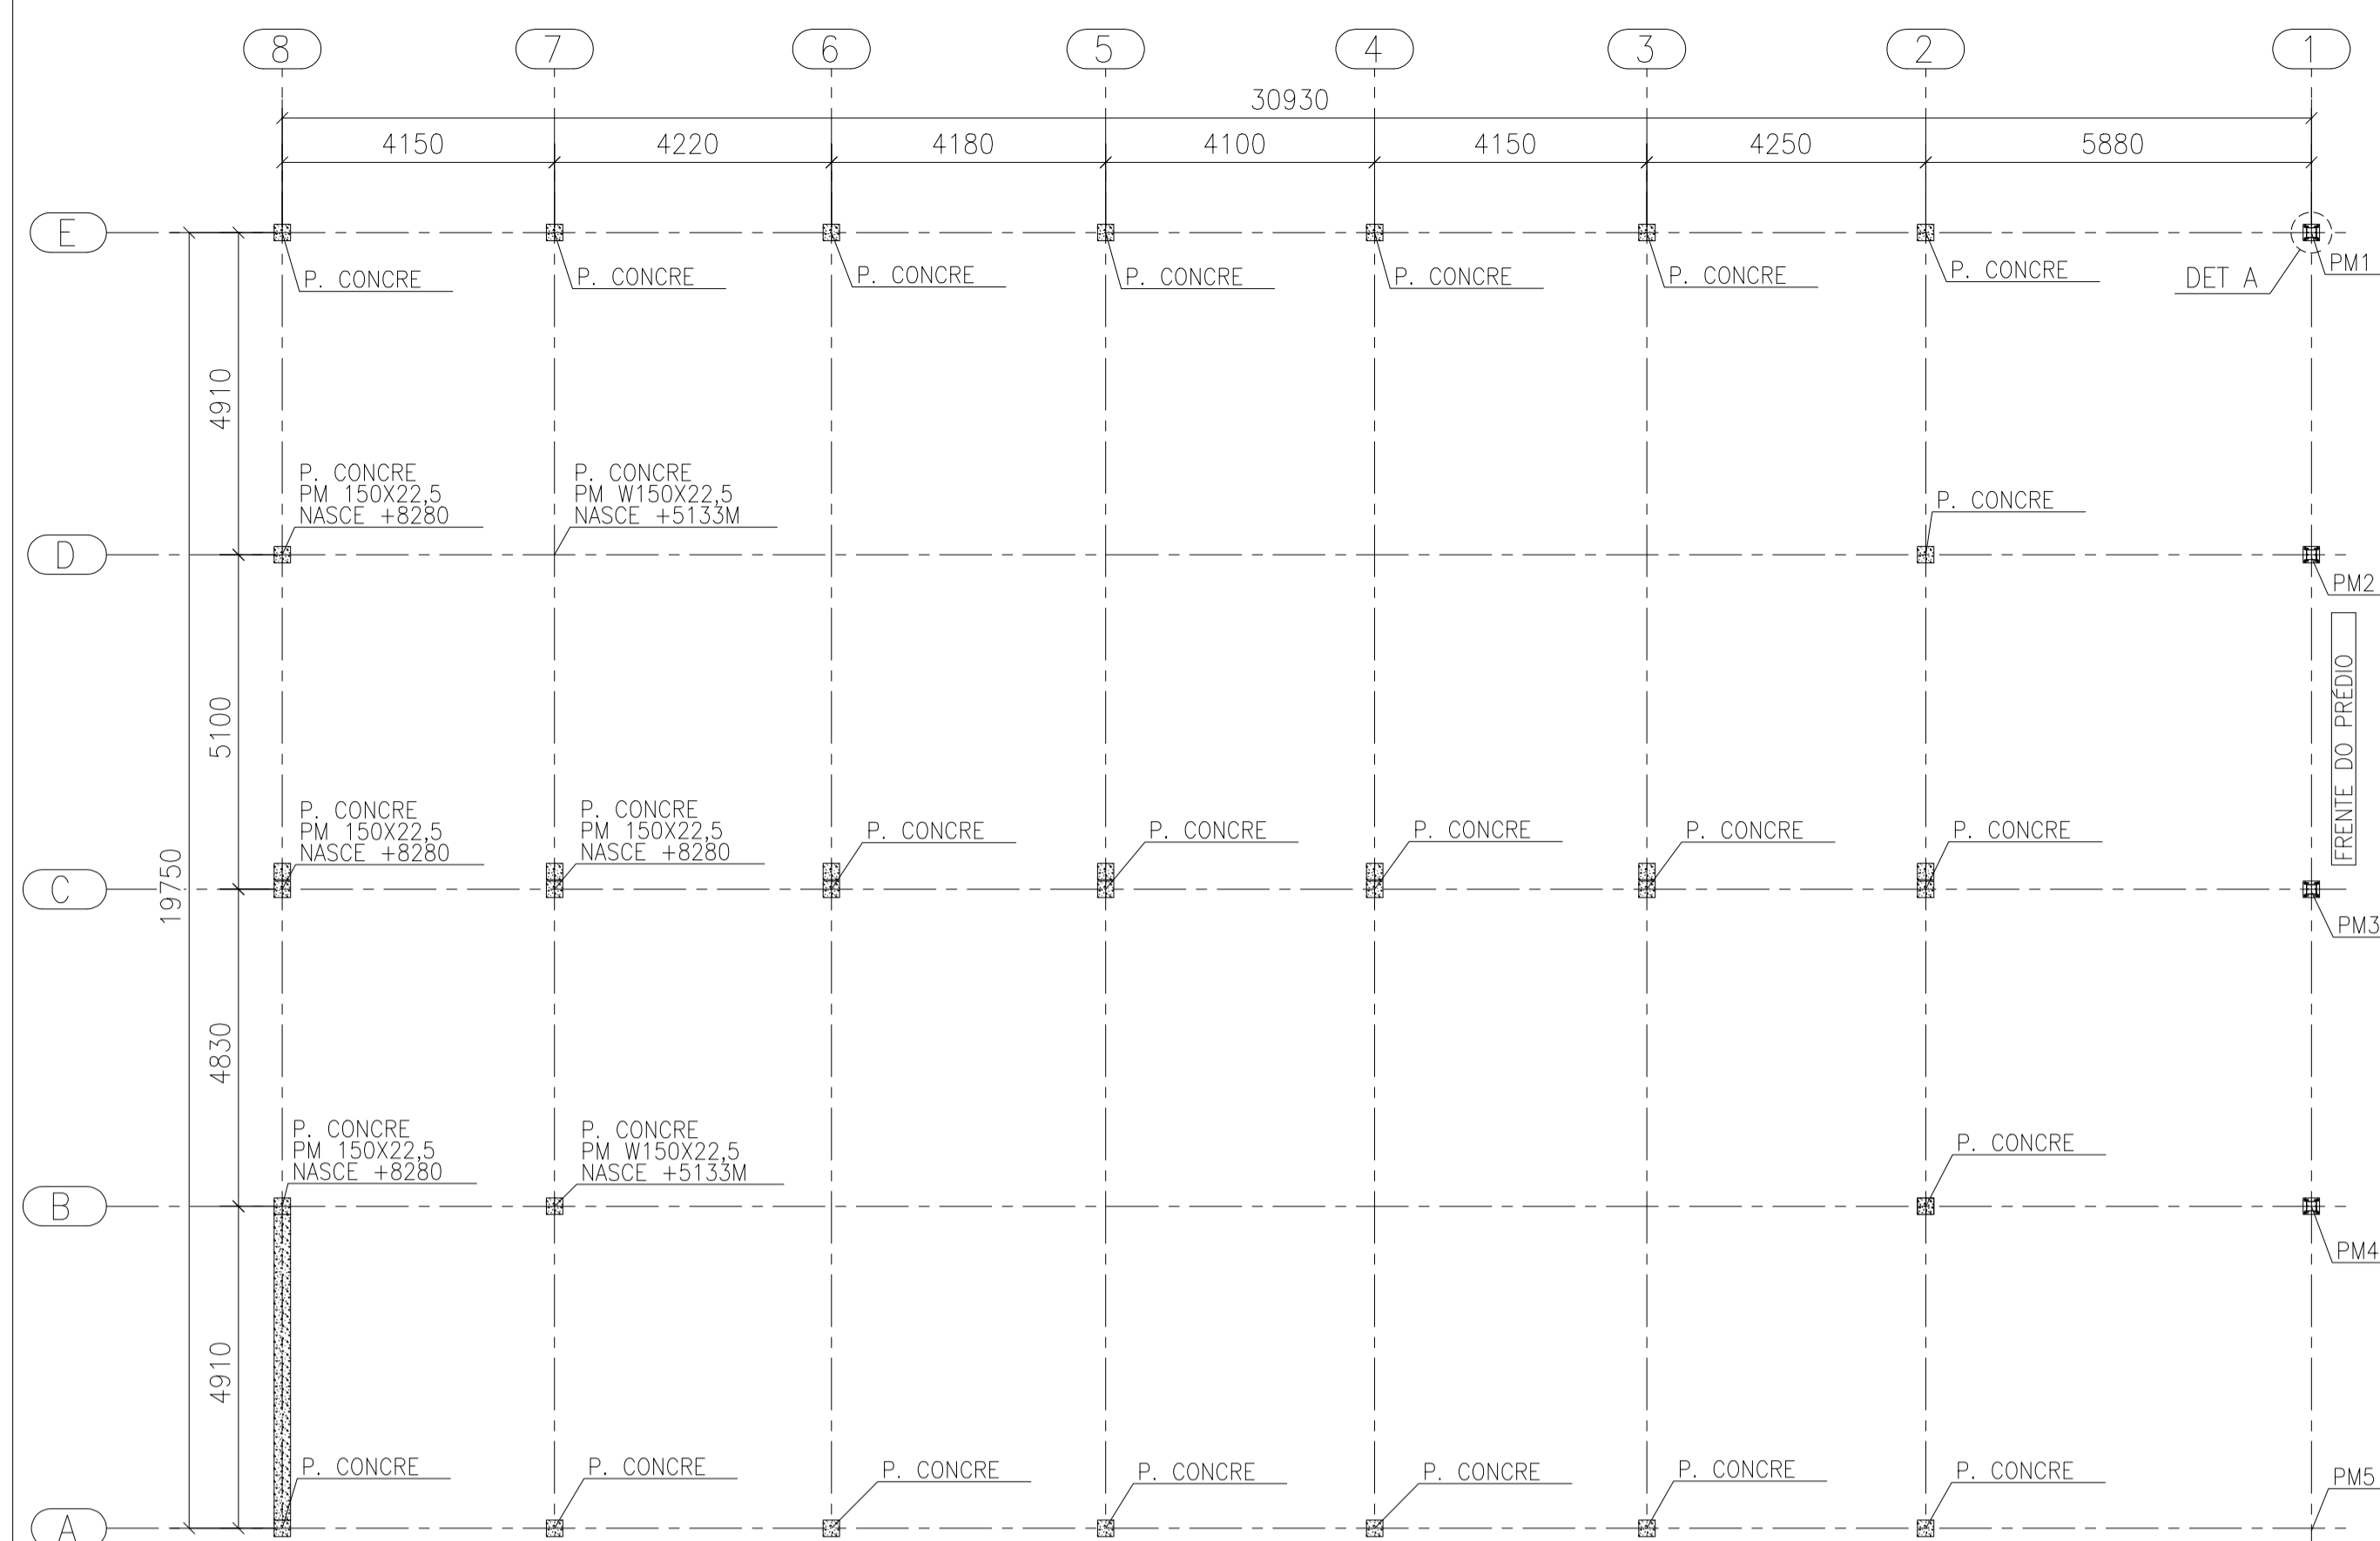 8
7
6
5
4
3
2
1
30930
4150
4220
4180
4100
4150
4250
5880
E
P. CONCRE
P. CONCRE
P. CONCRE
P. CONCRE
P. CONCRE
P. CONCRE
P. CONCRE
DET A
PM1
4910
P. CONCRE
PM 150X22,5
NASCE +8280
P. CONCRE
PM W150X22,5
NASCE +5133M
P. CONCRE
D
PM2
FRENTE DO PRÉDIO
5100
P. CONCRE
PM 150X22,5
NASCE +8280
P. CONCRE
PM 150X22,5
NASCE +8280
P. CONCRE
P. CONCRE
P. CONCRE
P. CONCRE
P. CONCRE
C
19750
PM3
4830
P. CONCRE
PM 150X22,5
NASCE +8280
P. CONCRE
PM W150X22,5
NASCE +5133M
P. CONCRE
B
PM4
4910
P. CONCRE
P. CONCRE
P. CONCRE
P. CONCRE
P. CONCRE
P. CONCRE
P. CONCRE
PM5
A